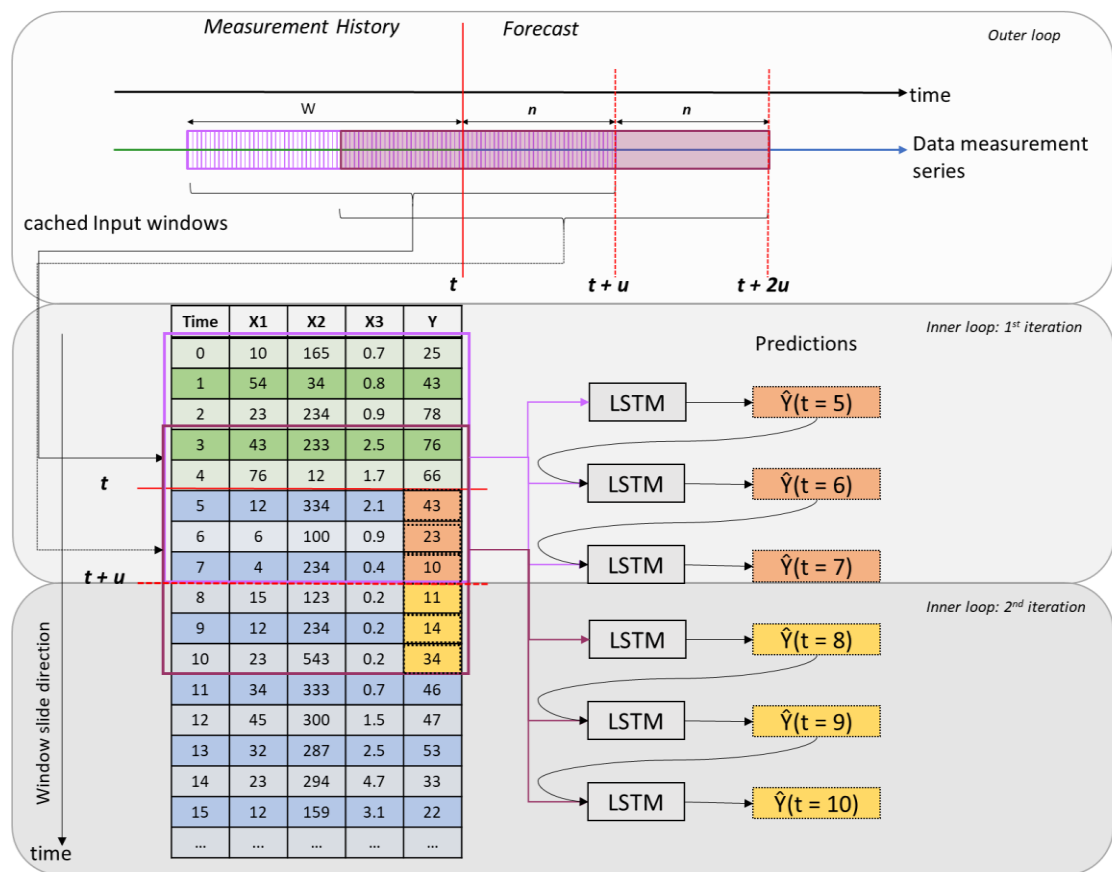 Measurement History Forecast
Outer loop
time
W n n
Data measurement
series
cached Input windows
t t + u t + 2u
Time X1 X2 X3 Y
Inner loop: 1st iteration
Predictions
0 10 165 0.7 25
1 54 34 0.8 43
LSTM Ŷ(t = 5)
2 23 234 0.9 78
3 43 233 2.5 76
4 76 12 1.7 66
t
LSTM Ŷ(t = 6)
5 12 334 2.1 43
6 6 100 0.9 23
7 4 234 0.4 10
LSTM Ŷ(t = 7)
t + u
8 15 123 0.2 11
Inner loop: 2nd iteration
9 12 234 0.2 14
LSTM Ŷ(t = 8)
10 23 543 0.2 34
11 34 333 0.7 46
12 45 300 1.5 47
LSTM Ŷ(t = 9)
13 32 287 2.5 53
14 23 294 4.7 33
15 12 159 3.1 22
LSTM Ŷ(t = 10)
... ... ... ... ...
Window slide direction
time